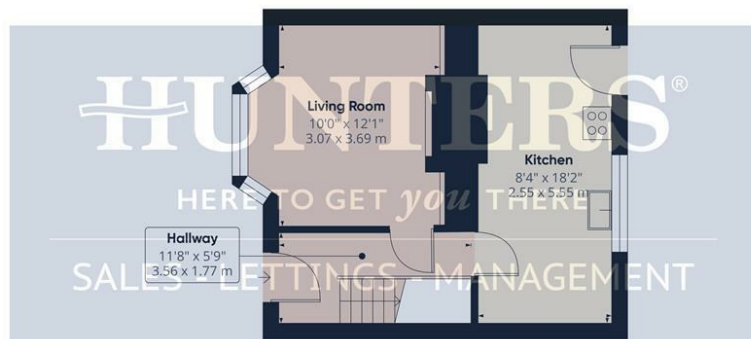 HUNTERS®
Living Room
10'0" x 12'1"
3.07 x 3.69 m
Kitchen
8'4" x 18'2"
2.55 x 5.55 m
HERE TO GET you THERE
Hallway
11'8" x 5'9"
3.56 x 1.77 m
SALES - LETTINGS - MANAGEMENT